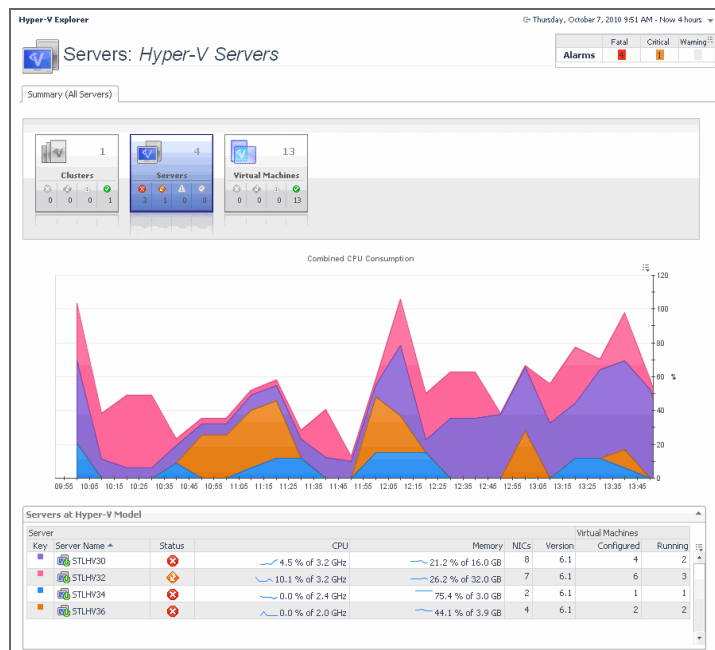 Hyper-V Explorer
Thursday, October 7, 2010 9:51 AM - Now 4 hours
Servers: Hyper-V Servers
Fatal Critical Warning
Alarms 4 1
Summary (All Servers)
1 4 13
Clusters Servers Virtual Machines
0 0 0 1 3 1 0 0 0 0 0 13
Combined CPU Consumption
120
100
80
60
%
40
20
0
09:55 10:05 10:15 10:25 10:35 10:45 10:55 11:05 11:15 11:25 11:35 11:45 11:55 12:05 12:15 12:25 12:35 12:45 12:55 13:05 13:15 13:25 13:35 13:45
Servers at Hyper-V Model
Server Virtual Machines
Key Server Name Status CPU Memory NICs Version Configured Running
STLHV30 4.5 % of 3.2 GHz 21.2 % of 16.0 GB 8 6.1 4 2
STLHV32 10.1 % of 3.2 GHz 26.2 % of 32.0 GB 7 6.1 6 3
STLHV34 0.0 % of 2.4 GHz 75.4 % of 3.0 GB 2 6.1 1 1
STLHV36 0.0 % of 2.0 GHz 44.1 % of 3.9 GB 4 6.1 2 2